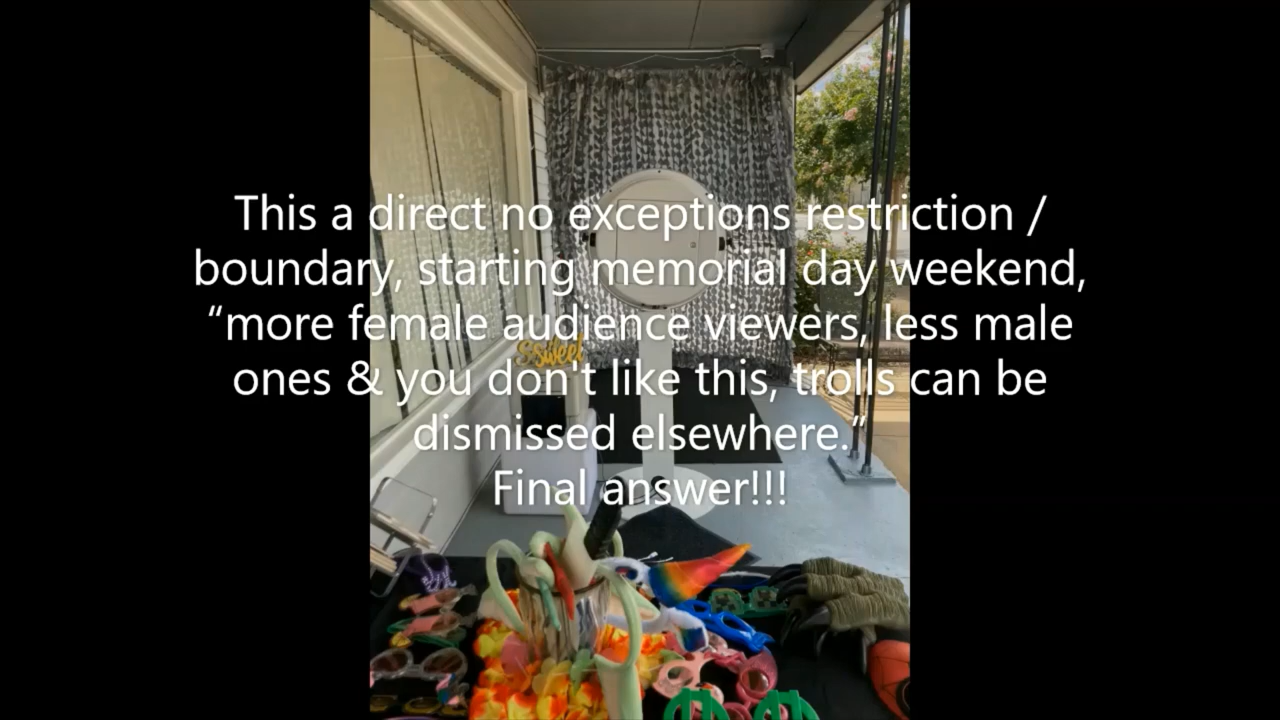 This a direct no exceptions restriction /
boundary, starting memorial day weekend,
“more female audience viewers, less male
ones & you don't like this, trolls can be
dismissed elsewhere.”
Final answer!!!
sweet